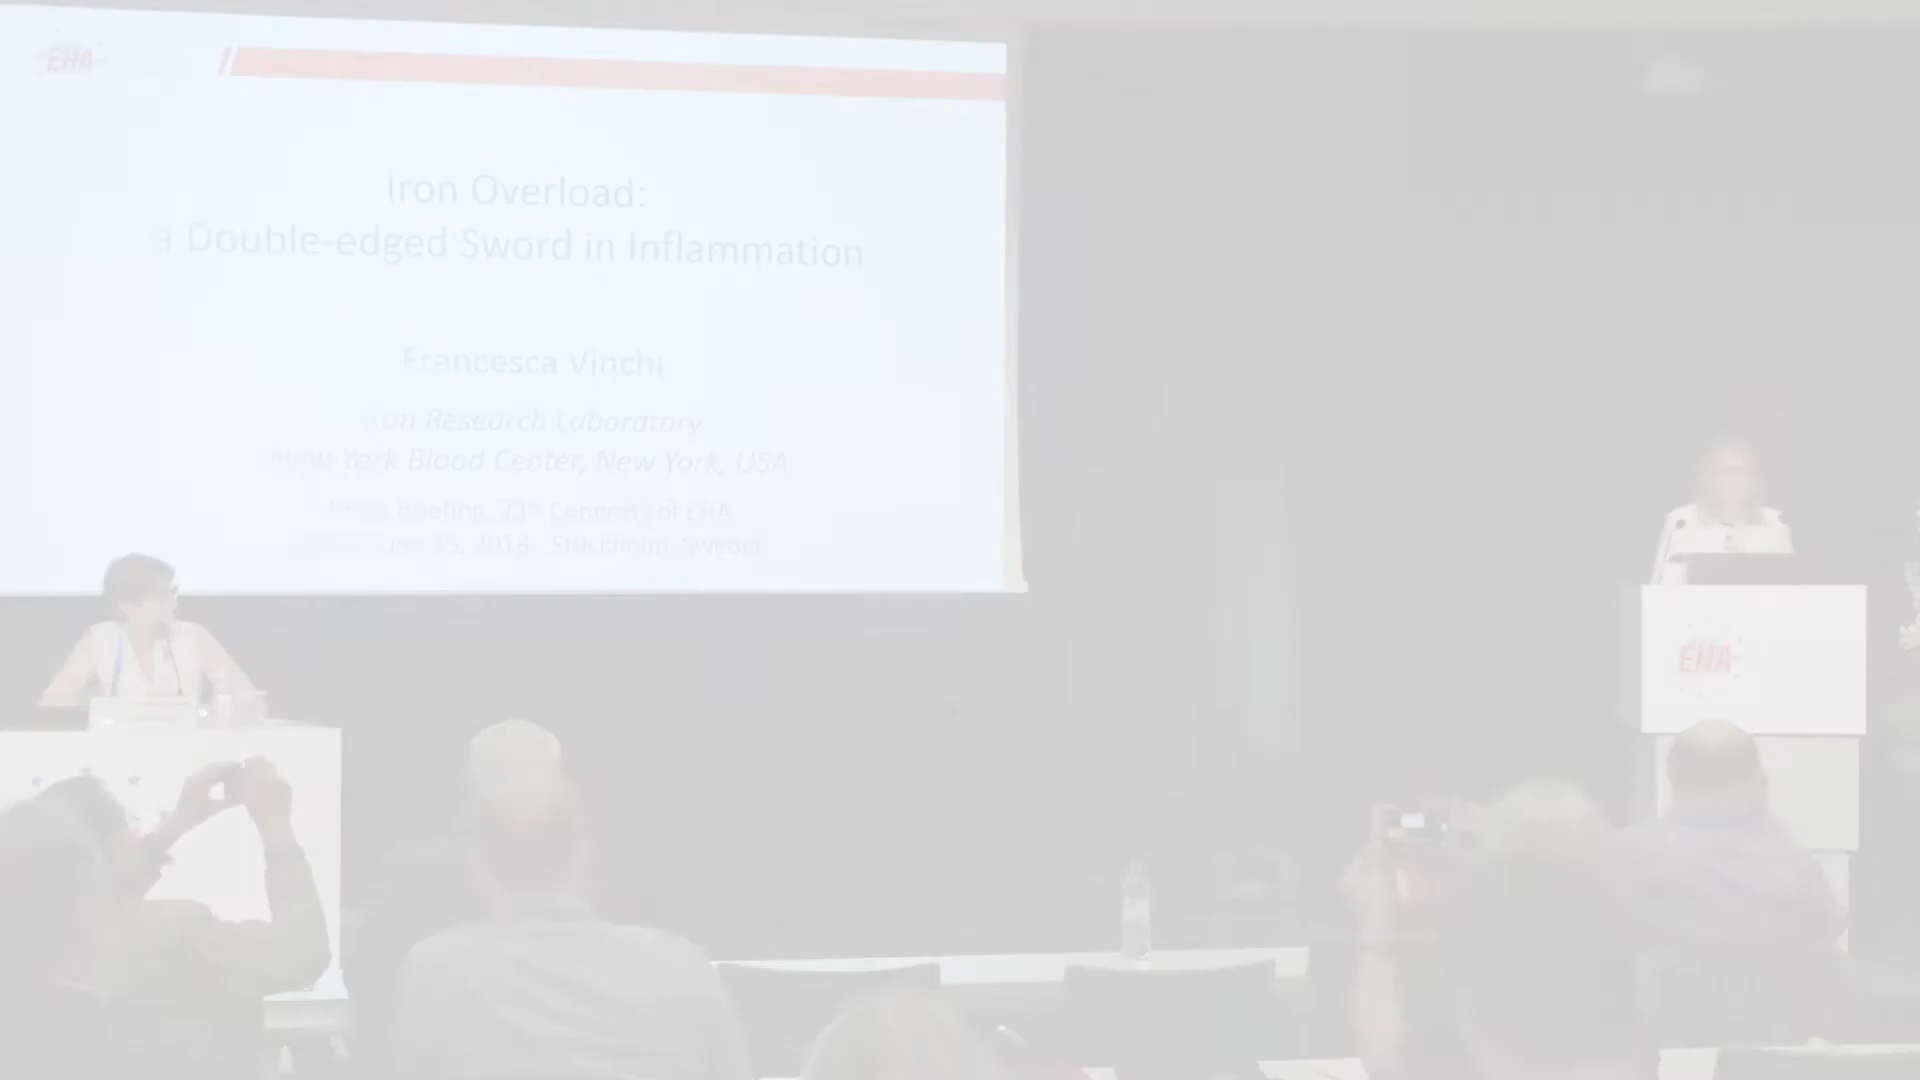 EHA
Iron Overload:
a Double-edged Sword in Inflammation
Francesca Vinchi
Iron Research Laboratory
New York Blood Center, New York, USA
Briefing, 23rd Congress of EHA
June 15, 2018 Stockholm, Sweden
EHA